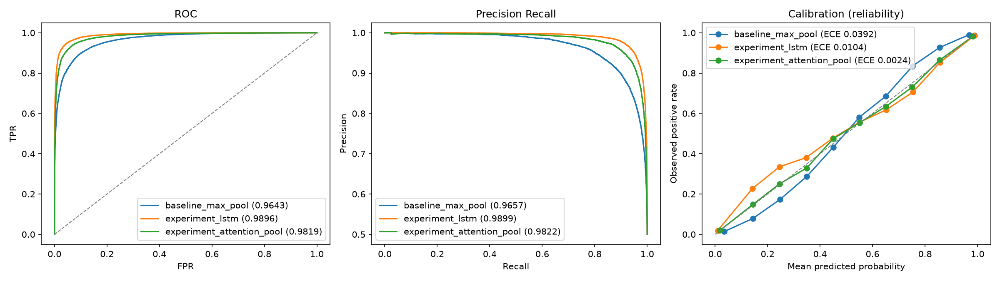 ROC
TPR
1.0
0.8
0.6
0.4
0.2
0.0
baseline_max_pool (0.9643)
experiment_lstm (0.9896)
experiment_attention_pool (0.9819)
0.0 0.2 0.4 0.6 0.8 1.0
FPR
Precision Recall
Precision
1.0
0.9
0.8
0.7
0.6
0.5
baseline_max_pool (0.9657)
experiment_lstm (0.9899)
experiment_attention_pool (0.9822)
0.0 0.2 0.4 0.6 0.8 1.0
Recall
Calibration (reliability)
Observed positive rate
1.0
0.8
0.6
0.4
0.2
0.0
baseline_max_pool (ECE 0.0392)
experiment_lstm (ECE 0.0104)
experiment_attention_pool (ECE 0.0024)
0.0 0.2 0.4 0.6 0.8 1.0
Mean predicted probability